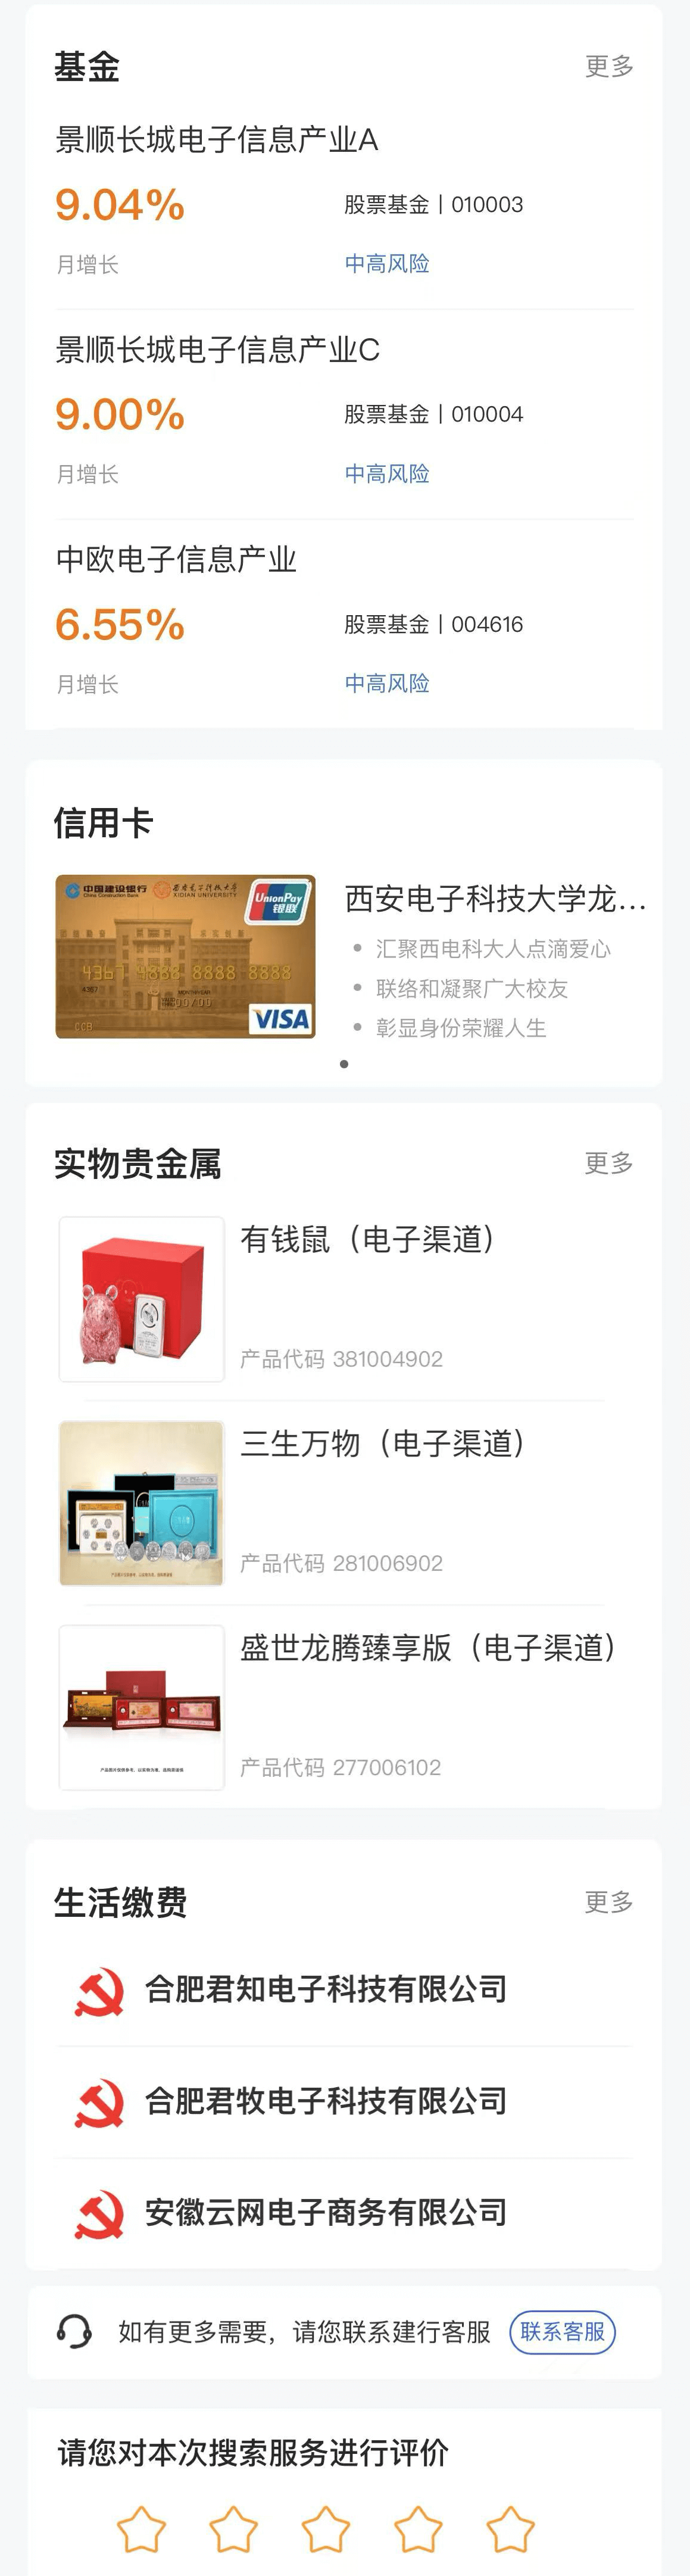 基金
更多
景顺长城电子信息产业A
9.04%
股票基金 | 010003
月增长
中高风险
景顺长城电子信息产业C
9.00%
股票基金 | 010004
月增长
中高风险
中欧电子信息产业
6.55%
股票基金 | 004616
月增长
中高风险
信用卡
中国建设银行
China Construction Bank
西安电子科技大学
XIDIAN UNIVERSITY
UnionPay
银联
4367 4888 8888 8888
4367
MONTH/YEAR
00/00
CCB
VISA
西安电子科技大学龙...
汇聚西电科大人点滴爱心
联络和凝聚广大校友
彰显身份荣耀人生
实物贵金属
更多
有钱鼠（电子渠道）
产品代码 381004902
三生万物（电子渠道）
产品代码 281006902
盛世龙腾臻享版（电子渠道）
产品代码 277006102
生活缴费
更多
合肥君知电子科技有限公司
合肥君牧电子科技有限公司
安徽云网电子商务有限公司
如有更多需要，请您联系建行客服
联系客服
请您对本次搜索服务进行评价